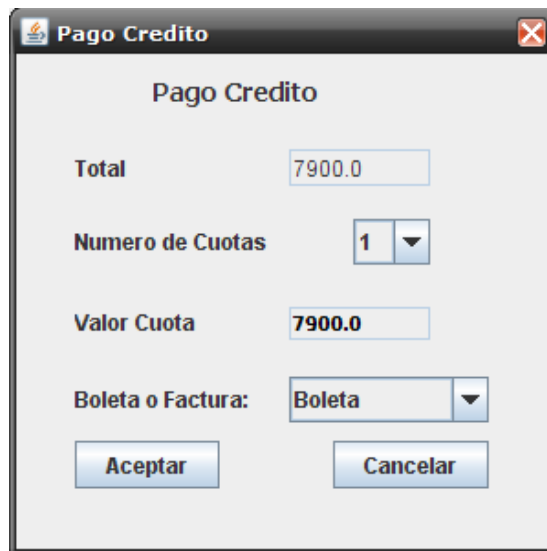 Pago Credito
Pago Credito
Total 7900.0
Numero de Cuotas 1
Valor Cuota 7900.0
Boleta o Factura: Boleta
Aceptar Cancelar